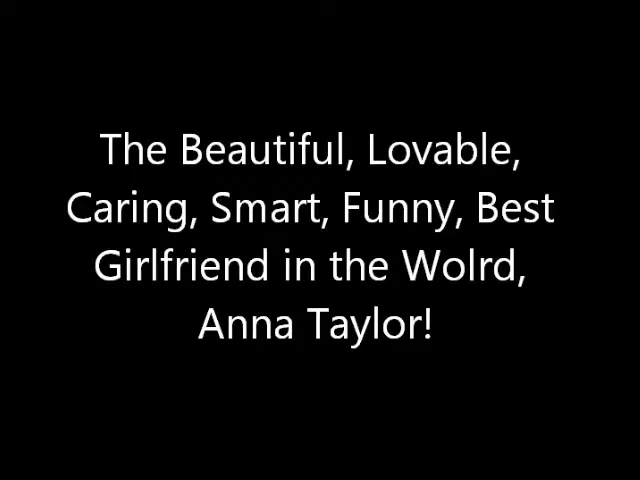 The Beautiful, Lovable,
Caring, Smart, Funny, Best
Girlfriend in the Wolrd,
Anna Taylor!